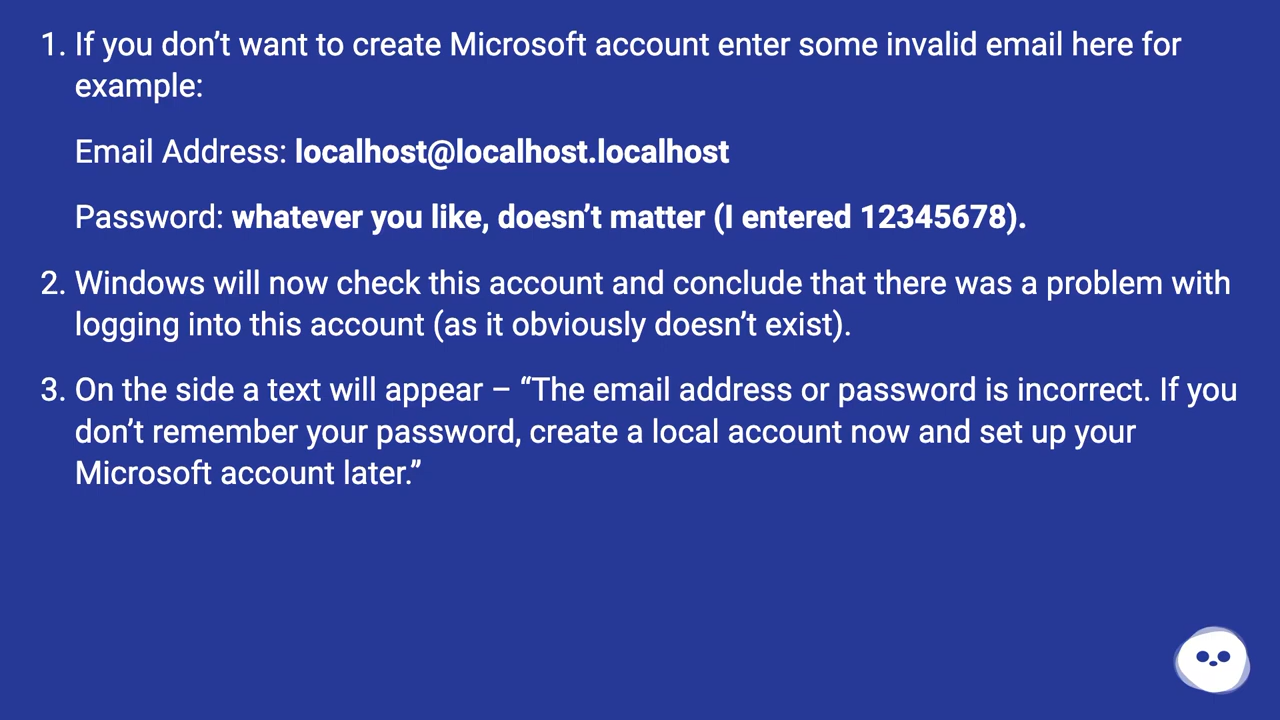 1. If you don’t want to create Microsoft account enter some invalid email here for
example:
Email Address: localhost@localhost.localhost
Password: whatever you like, doesn’t matter (I entered 12345678).
2. Windows will now check this account and conclude that there was a problem with
logging into this account (as it obviously doesn’t exist).
3. On the side a text will appear – “The email address or password is incorrect. If you
don’t remember your password, create a local account now and set up your
Microsoft account later.”